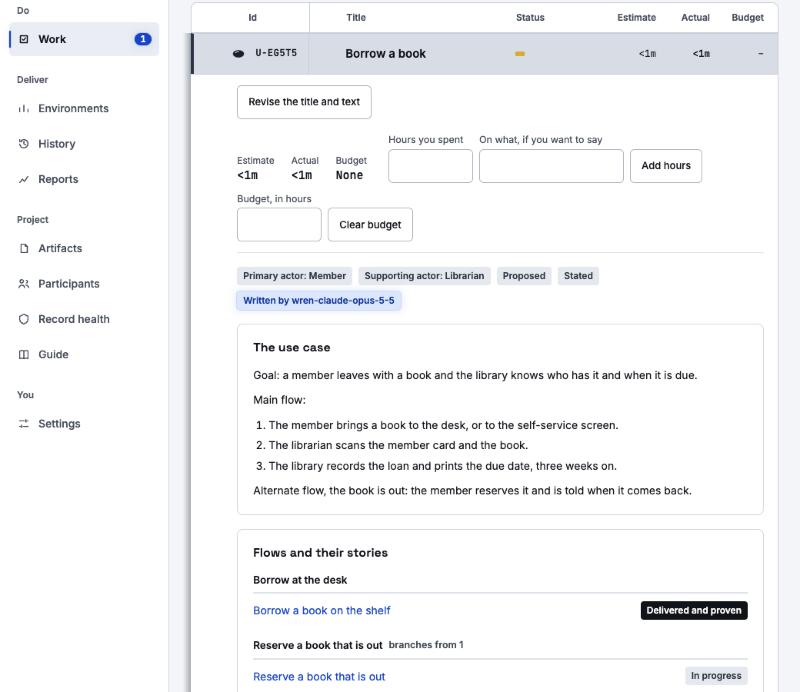 Do
Work 1
Deliver
Environments
History
Reports
Project
Artifacts
Participants
Record health
Guide
You
Settings
Id Title Status Estimate Actual Budget
U-EG5T5 Borrow a book <1m <1m –
Revise the title and text
Estimate Actual Budget Hours you spent On what, if you want to say
<1m <1m None Add hours
Budget, in hours
Clear budget
Primary actor: Member Supporting actor: Librarian Proposed Stated
Written by wren-claude-opus-5-5
The use case
Goal: a member leaves with a book and the library knows who has it and when it is due.
Main flow:
1. The member brings a book to the desk, or to the self-service screen.
2. The librarian scans the member card and the book.
3. The library records the loan and prints the due date, three weeks on.
Alternate flow, the book is out: the member reserves it and is told when it comes back.
Flows and their stories
Borrow at the desk
Borrow a book on the shelf Delivered and proven
Reserve a book that is out branches from 1
Reserve a book that is out In progress